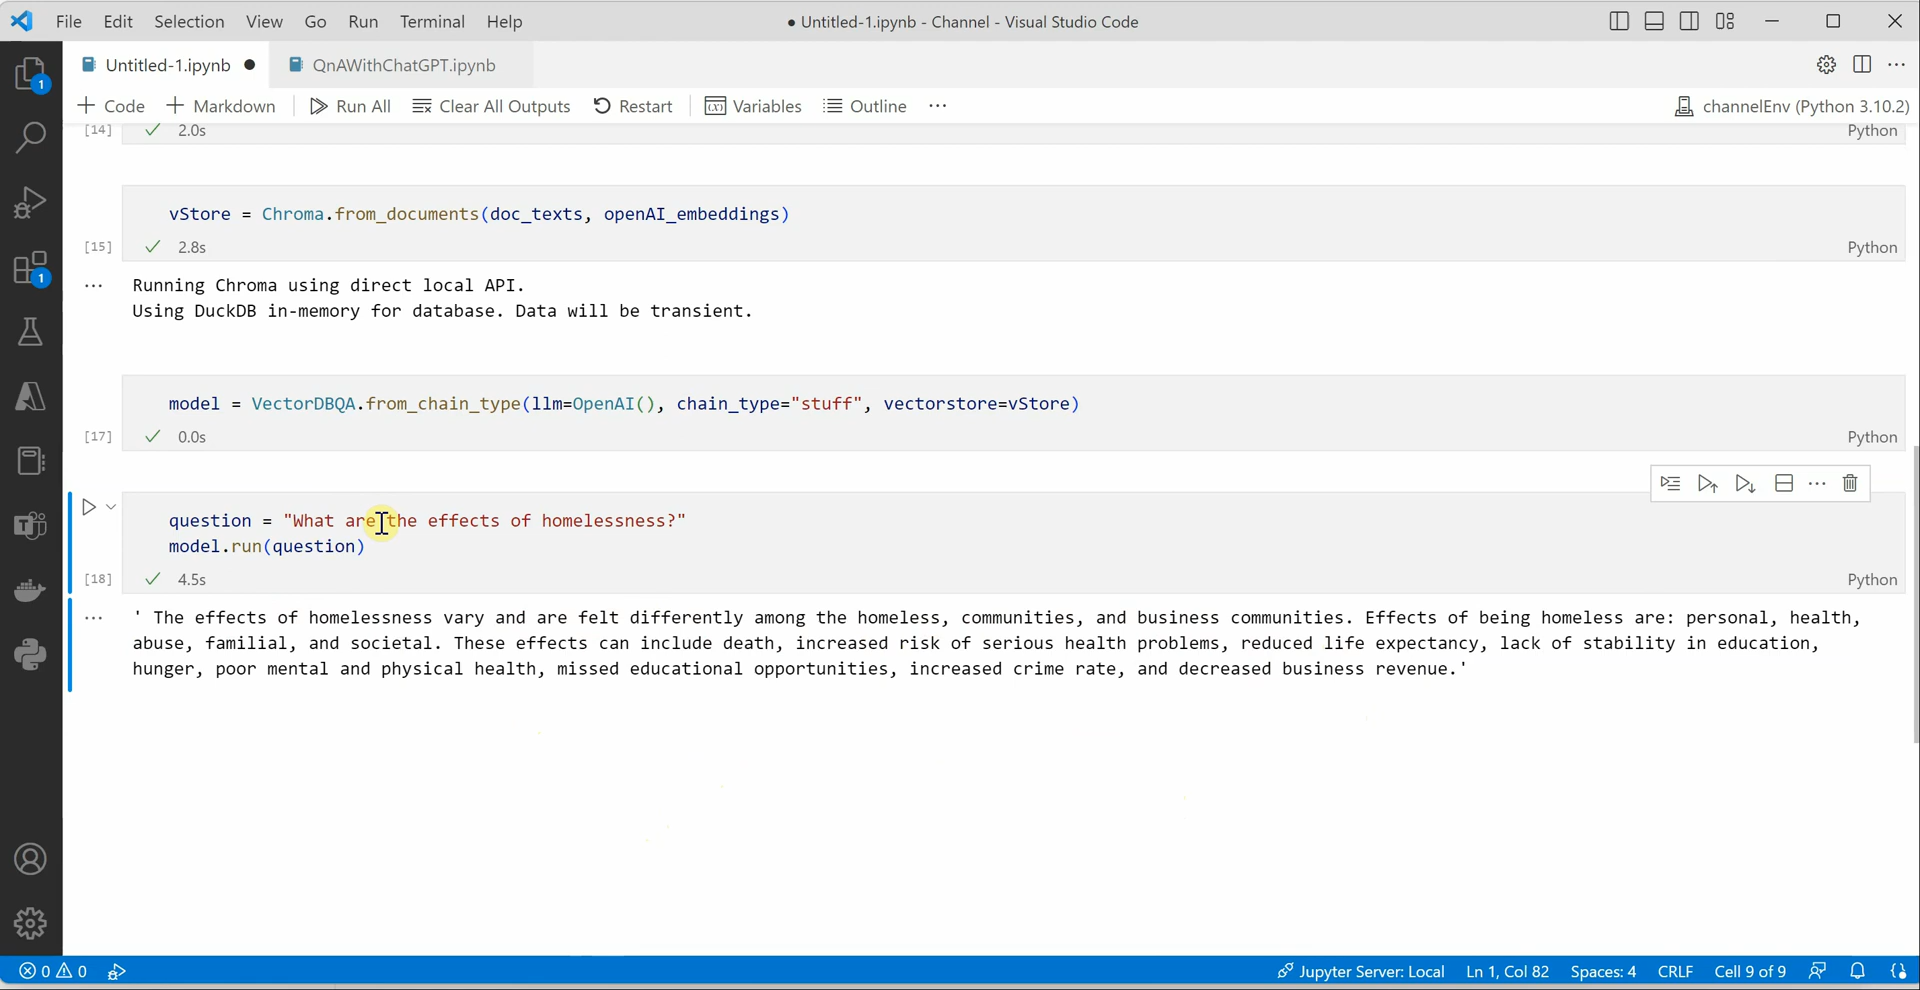 File Edit Selection View Go Run Terminal Help ● Untitled-1.ipynb - Channel - Visual Studio Code
Untitled-1.ipynb ● QnAWithChatGPT.ipynb
+ Code + Markdown Run All Clear All Outputs Restart Variables Outline ...
channelEnv (Python 3.10.2)
[14] ✓ 2.0s Python
vStore = Chroma.from_documents(doc_texts, openAI_embeddings)
[15] ✓ 2.8s Python
... Running Chroma using direct local API.
Using DuckDB in-memory for database. Data will be transient.
model = VectorDBQA.from_chain_type(llm=OpenAI(), chain_type="stuff", vectorstore=vStore)
[17] ✓ 0.0s Python
question = "What are the effects of homelessness?"
model.run(question)
[18] ✓ 4.5s Python
... ' The effects of homelessness vary and are felt differently among the homeless, communities, and business communities. Effects of being homeless are: personal, health,
abuse, familial, and societal. These effects can include death, increased risk of serious health problems, reduced life expectancy, lack of stability in education,
hunger, poor mental and physical health, missed educational opportunities, increased crime rate, and decreased business revenue.'
1
1
0 0 Jupyter Server: Local Ln 1, Col 82 Spaces: 4 CRLF Cell 9 of 9